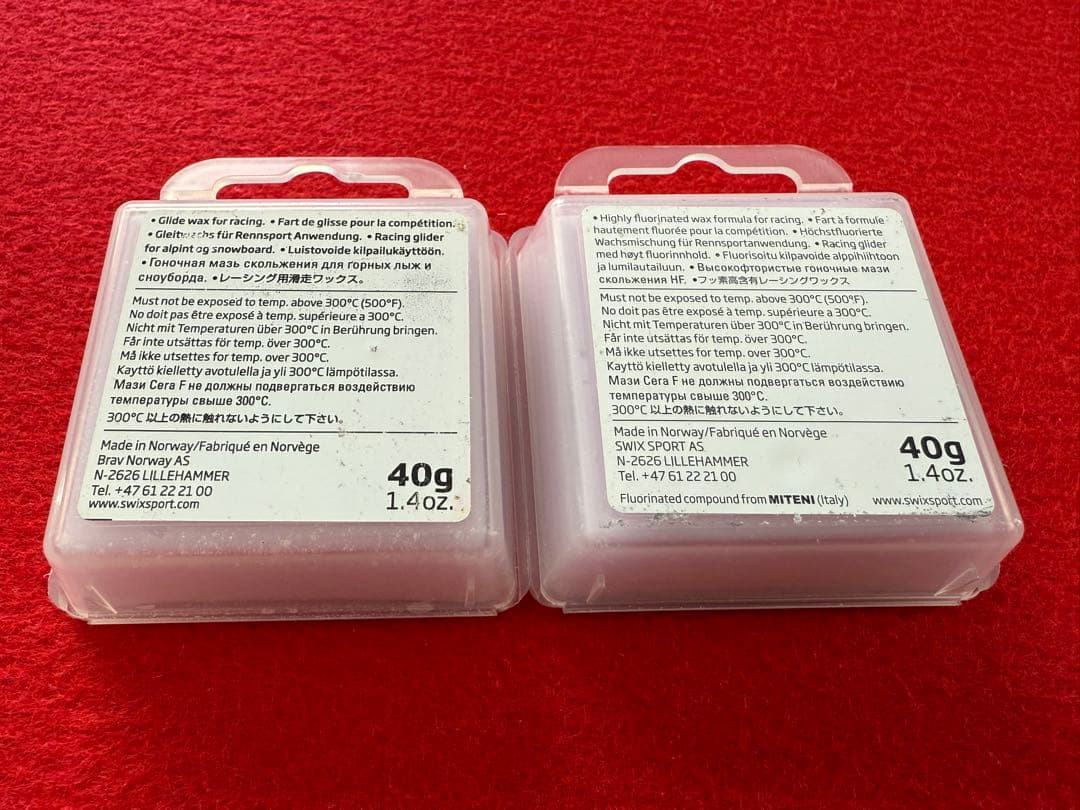 • Glide wax for racing. • Fart de glisse pour la compétition.
• Gleitwachs für Rennsport Anwendung. • Racing glider
for alpint og snowboard. • Luistovoide kilpailukäyttöön.
• Гоночная мазь скольжения для горных лыж и
сноуборда. • レーシング用滑走ワックス。
Must not be exposed to temp. above 300°C (500°F).
No doit pas être exposé à temp. supérieure a 300°C.
Nicht mit Temperaturen über 300°C in Berührung bringen.
Får inte utsättas för temp. över 300°C.
Må ikke utsettes for temp. over 300°C.
Kayttö kielletty avotulella ja yli 300°C lämpötilassa.
Мази Cera F не должны подвергаться воздействию
температуры свыше 300°C.
300°C 以上の熱に触れないようにして下さい。
Made in Norway/Fabriqué en Norvège
Brav Norway AS
N-2626 LILLEHAMMER
Tel. +47 61 22 21 00
www.swixsport.com
40g
1.4oz.
• Highly fluorinated wax formula for racing. • Fart à formule
hautement fluorée pour la compétition. • Höchstfluorierte
Wachsmischung für Rennsportanwendung. • Racing glider
med høyt fluorinnhold. • Fluorisoitu kilpavoide alppihiihtoon
ja lumilautailuun. • Высокофтористые гоночные мази
скольжения HF. • フッ素高含有レーシングワックス
Must not be exposed to temp. above 300°C (500°F).
No doit pas être exposé à temp. supérieure a 300°C.
Nicht mit Temperaturen über 300°C in Berührung bringen.
Får inte utsättas för temp. över 300°C.
Må ikke utsettes for temp. over 300°C.
Kayttö kielletty avotulella ja yli 300°C lämpötilassa.
Мази Cera F не должны подвергаться воздействию
температуры свыше 300°C.
300°C 以上の熱に触れないようにして下さい。
Made in Norway/Fabriqué en Norvège
SWIX SPORT AS
N-2626 LILLEHAMMER
Tel. +47 61 22 21 00
40g
1.4oz.
Fluorinated compound from MITENI (Italy) www.swixsport.com